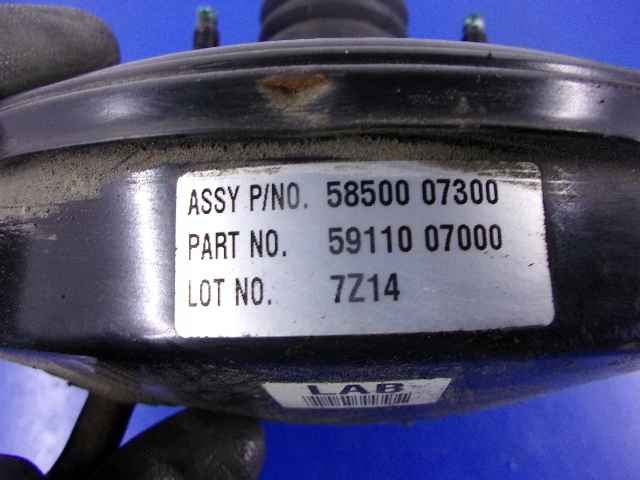 ASSY P/NO. 58500 07300
PART NO. 59110 07000
LOT NO. 7Z14
LAB